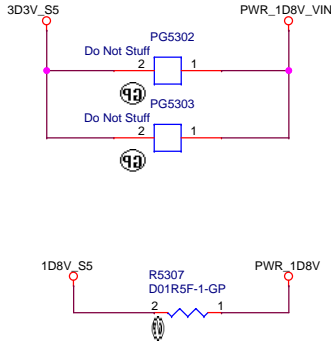 3D3V_S5 PWR_1D8V_VIN
PG5302
Do Not Stuff
2 1
GP
PG5303
Do Not Stuff
2 1
GP
1D8V_S5 PWR_1D8V
R5307
D01R5F-1-GP
2 1
GP